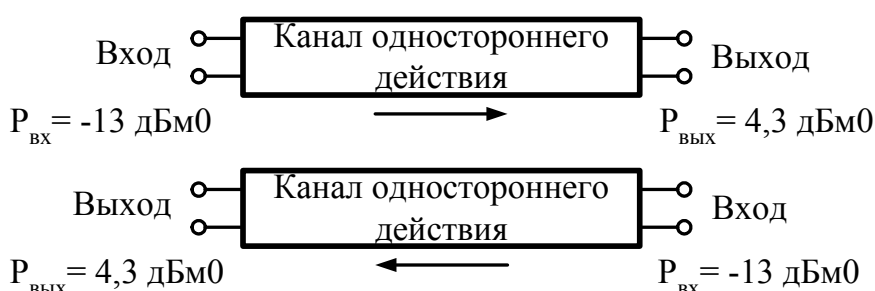 Вход
Канал одностороннего
действия
Выход
Pвх= -13 дБм0
Pвых= 4,3 дБм0
Выход
Канал одностороннего
действия
Вход
Pвых= 4,3 дБм0
Pвх= -13 дБм0